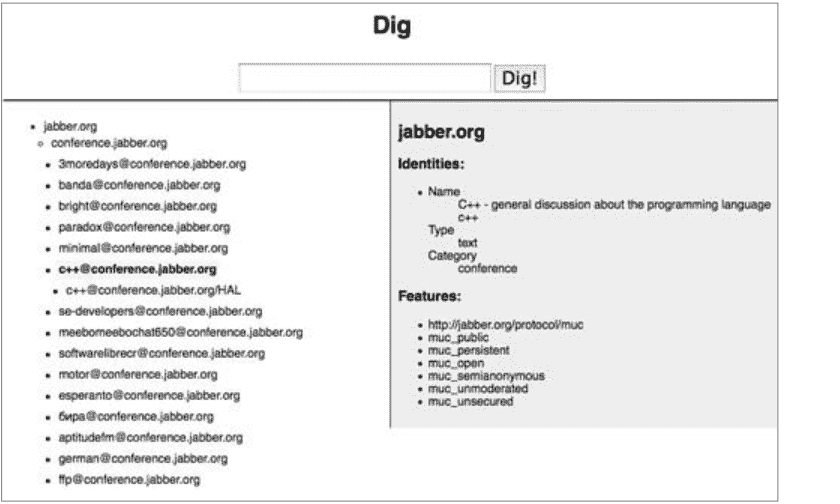 Dig
Dig!
jabber.org
conference.jabber.org
3moredays@conference.jabber.org
banda@conference.jabber.org
bright@conference.jabber.org
paradox@conference.jabber.org
minimal@conference.jabber.org
c++@conference.jabber.org
c++@conference.jabber.org/HAL
se-developers@conference.jabber.org
meebomeebochat650@conference.jabber.org
softwarelibrecr@conference.jabber.org
motor@conference.jabber.org
esperanto@conference.jabber.org
бира@conference.jabber.org
aptitudefm@conference.jabber.org
german@conference.jabber.org
ffp@conference.jabber.org
jabber.org
Identities:
Name
C++ - general discussion about the programming language
c++
Type
text
Category
conference
Features:
http://jabber.org/protocol/muc
muc_public
muc_persistent
muc_open
muc_semianonymous
muc_unmoderated
muc_unsecured